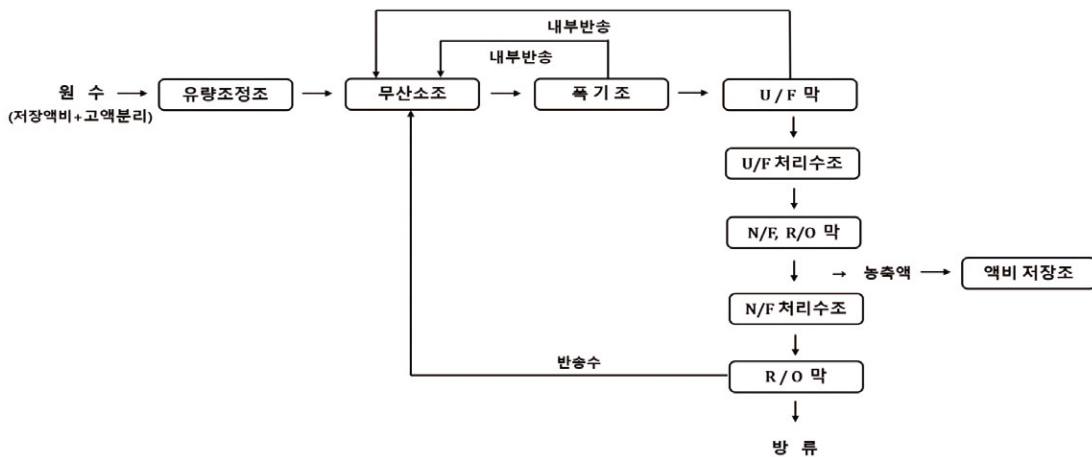 내부반송
내부반송
원 수
(저장액비+고액분리)
유량조정조
무산소조
폭 기 조
U / F 막
U/F 처리수조
N/F, R/O 막
농축액
액비 저장조
N/F 처리수조
반송수
R / O 막
방 류